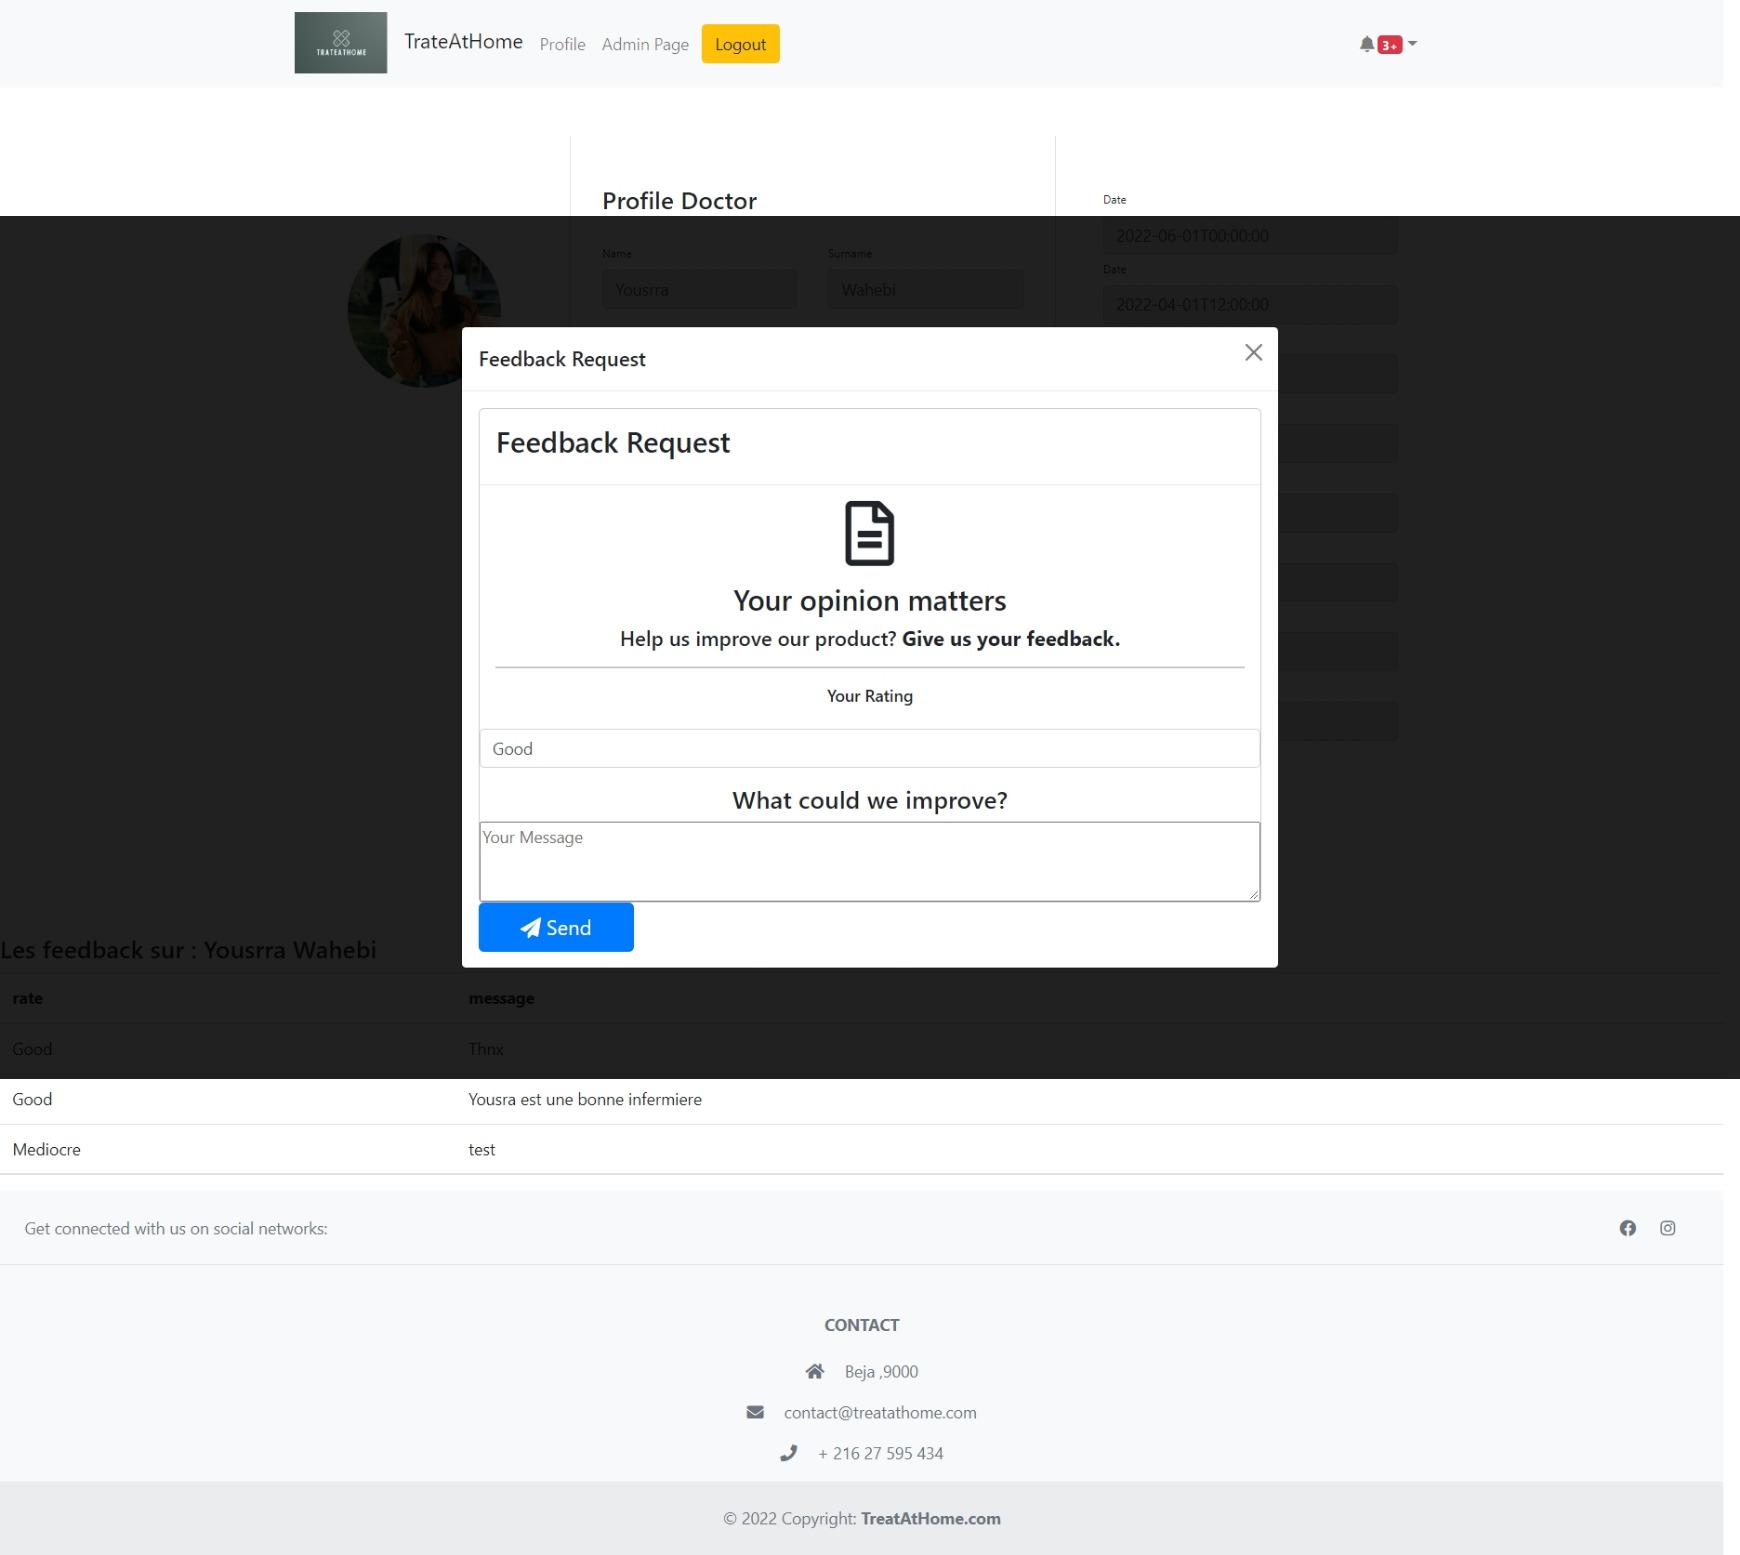 TRATEATHOME
TrateAtHome Profile Admin Page Logout 3+
Profile Doctor
Date
2022-06-01T00:00:00
Name Surname
Date
Yousrra Wahebi
2022-04-01T12:00:00
Feedback Request
Feedback Request
Your opinion matters
Help us improve our product? Give us your feedback.
Your Rating
Good
What could we improve?
Your Message
Send
Les feedback sur : Yousrra Wahebi
rate message
Good Thnx
Good Yousra est une bonne infermiere
Mediocre test
Get connected with us on social networks:
CONTACT
Beja ,9000
contact@treatathome.com
+ 216 27 595 434
© 2022 Copyright: TreatAtHome.com